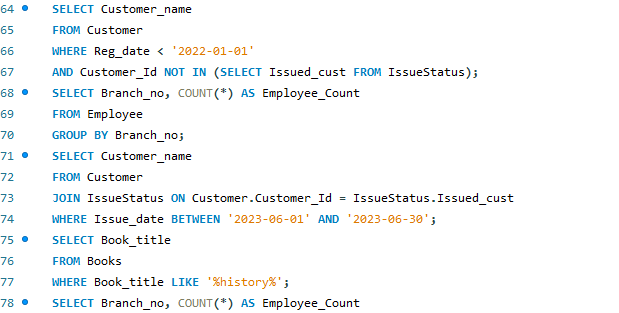 64 SELECT Customer_name
65 FROM Customer
66 WHERE Reg_date < '2022-01-01'
67 AND Customer_Id NOT IN (SELECT Issued_cust FROM IssueStatus);
68 SELECT Branch_no, COUNT(*) AS Employee_Count
69 FROM Employee
70 GROUP BY Branch_no;
71 SELECT Customer_name
72 FROM Customer
73 JOIN IssueStatus ON Customer.Customer_Id = IssueStatus.Issued_cust
74 WHERE Issue_date BETWEEN '2023-06-01' AND '2023-06-30';
75 SELECT Book_title
76 FROM Books
77 WHERE Book_title LIKE '%history%';
78 SELECT Branch_no, COUNT(*) AS Employee_Count